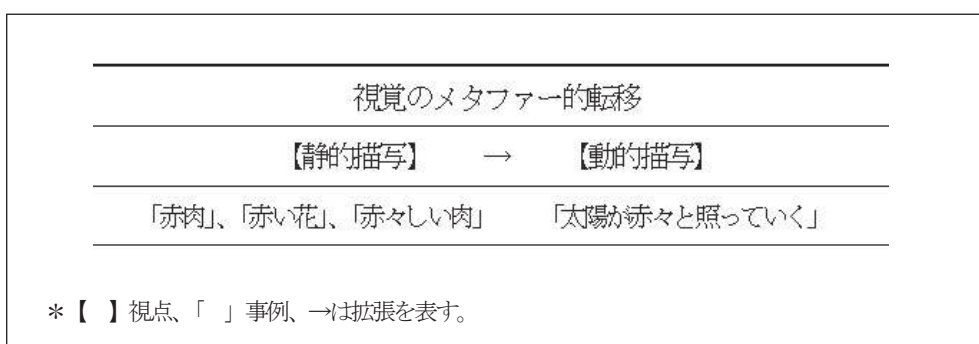 視覚のメタファー的転移
【静的描写】 → 【動的描写】
「赤肉」、「赤い花」、「赤々しい肉」 「太陽が赤々と照っていく」
＊【 】視点、「 」事例、→は拡張を表す。